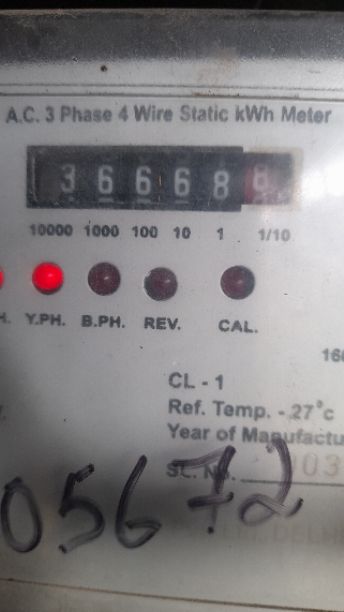 A.C. 3 Phase 4 Wire Static kWh Meter
3 6 6 6 8 8
10000 1000 100 10 1 1/10
Y.PH. B.PH. REV. CAL.
CL - 1
Ref. Temp. - 27°c
Year of Manufactu
05672